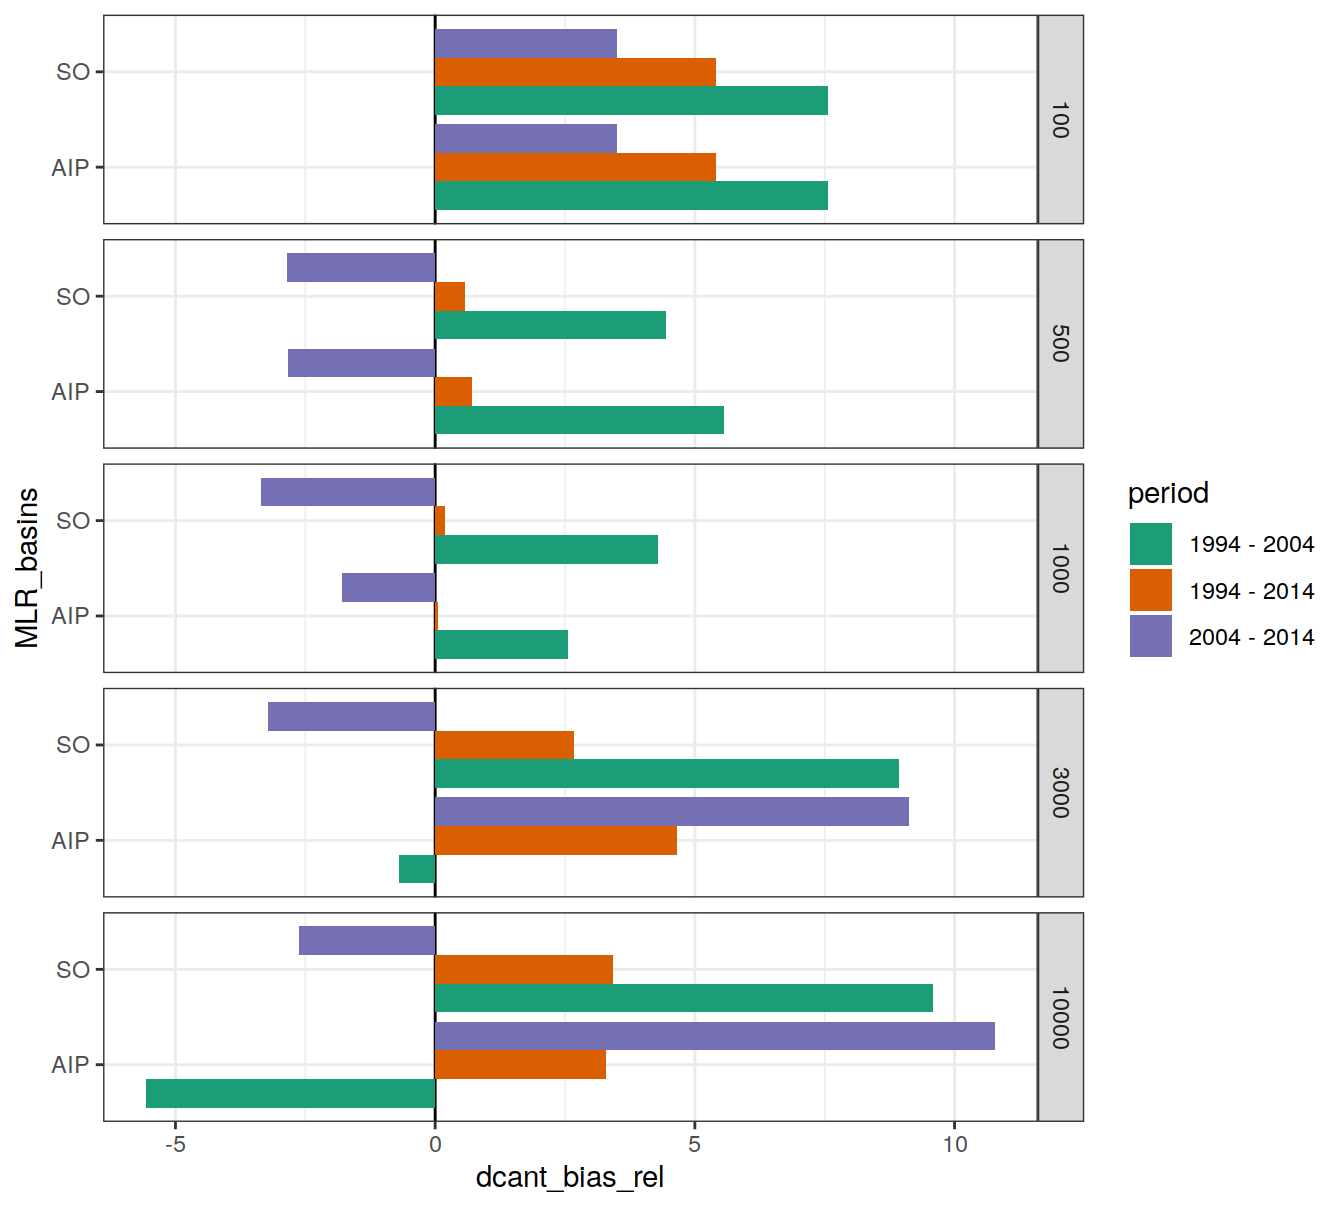 SO
AIP
100
SO
AIP
500
SO
AIP
1000
SO
AIP
3000
SO
AIP
10000
-5
0
5
10
dcant_bias_rel
MLR_basins
period
1994 - 2004
1994 - 2014
2004 - 2014